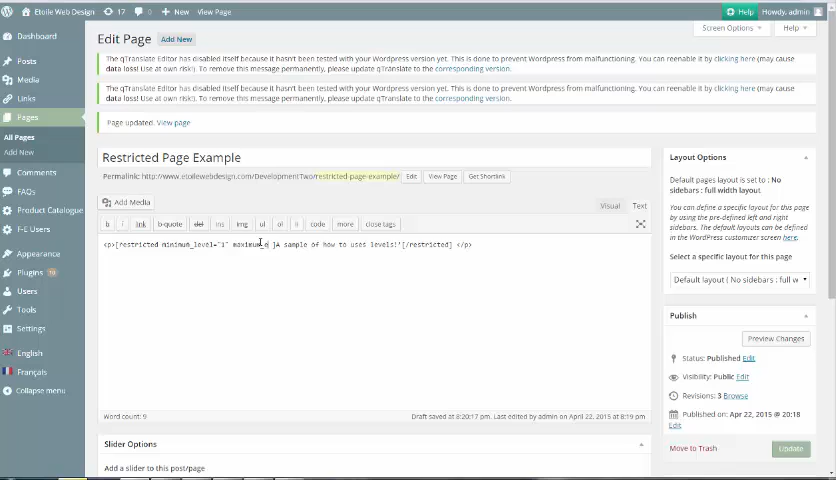 Etoile Web Design 17 0 New View Page Help Howdy, admin
Screen Options Help
Dashboard
Posts
Media
Links
Pages
All Pages
Add New
Comments
FAQs
Product Catalogue
F-E Users
Appearance
Plugins 10
Users
Tools
Settings
English
Français
Collapse menu
Edit Page Add New
The qTranslate Editor has disabled itself because it hasn't been tested with your Wordpress version yet. This is done to prevent Wordpress from malfunctioning. You can reenable it by clicking here (may cause
data loss! Use at own risk!). To remove this message permanently, please update qTranslate to the corresponding version.
The qTranslate Editor has disabled itself because it hasn't been tested with your Wordpress version yet. This is done to prevent Wordpress from malfunctioning. You can reenable it by clicking here (may cause
data loss! Use at own risk!). To remove this message permanently, please update qTranslate to the corresponding version.
Page updated. View page
Restricted Page Example
Permalink: http://www.etoilewebdesign.com/DevelopmentTwo/restricted-page-example/ Edit View Page Get Shortlink
Add Media
Visual Text
b i link b-quote del ins img ul ol li code more close tags
<p>[restricted minimum_level="1" maximum_e ]A sample of how to uses levels!'[/restricted] </p>
Word count: 9
Draft saved at 8:20:17 pm. Last edited by admin on April 22, 2015 at 8:19 pm
Slider Options
Add a slider to this post/page
Layout Options
Default pages layout is set to : No
sidebars : full width layout
You can define a specific layout for this
page by using the pre-defined left and right
sidebars. The default layouts can be defined
in the WordPress customizer screen here.
Select a specific layout for this page
Default layout ( No sidebars : full w
Publish
Preview Changes
Status: Published Edit
Visibility: Public Edit
Revisions: 3 Browse
Published on: Apr 22, 2015 @ 20:18
Edit
Move to Trash Update